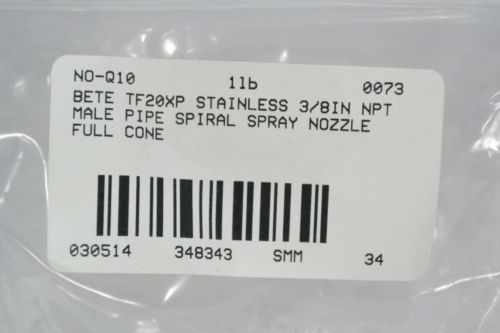 NO-Q10 1lb 0073
BETE TF20XP STAINLESS 3/8IN NPT
MALE PIPE SPIRAL SPRAY NOZZLE
FULL CONE
030514 348343 SMM 34